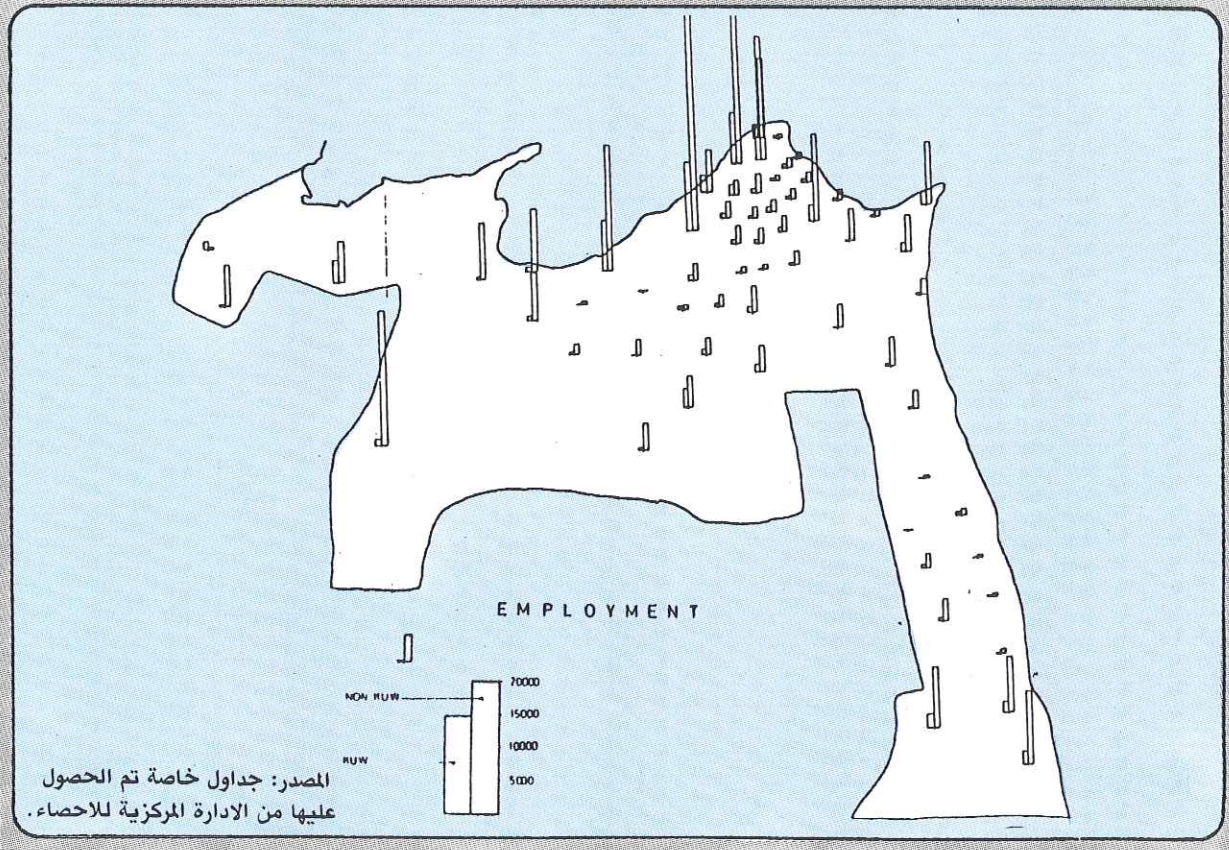 EMPLOYMENT
NON KUW
KUW
20000
15000
10000
5000
المصدر: جداول خاصة تم الحصول
عليها من الادارة المركزية للاحصاء.